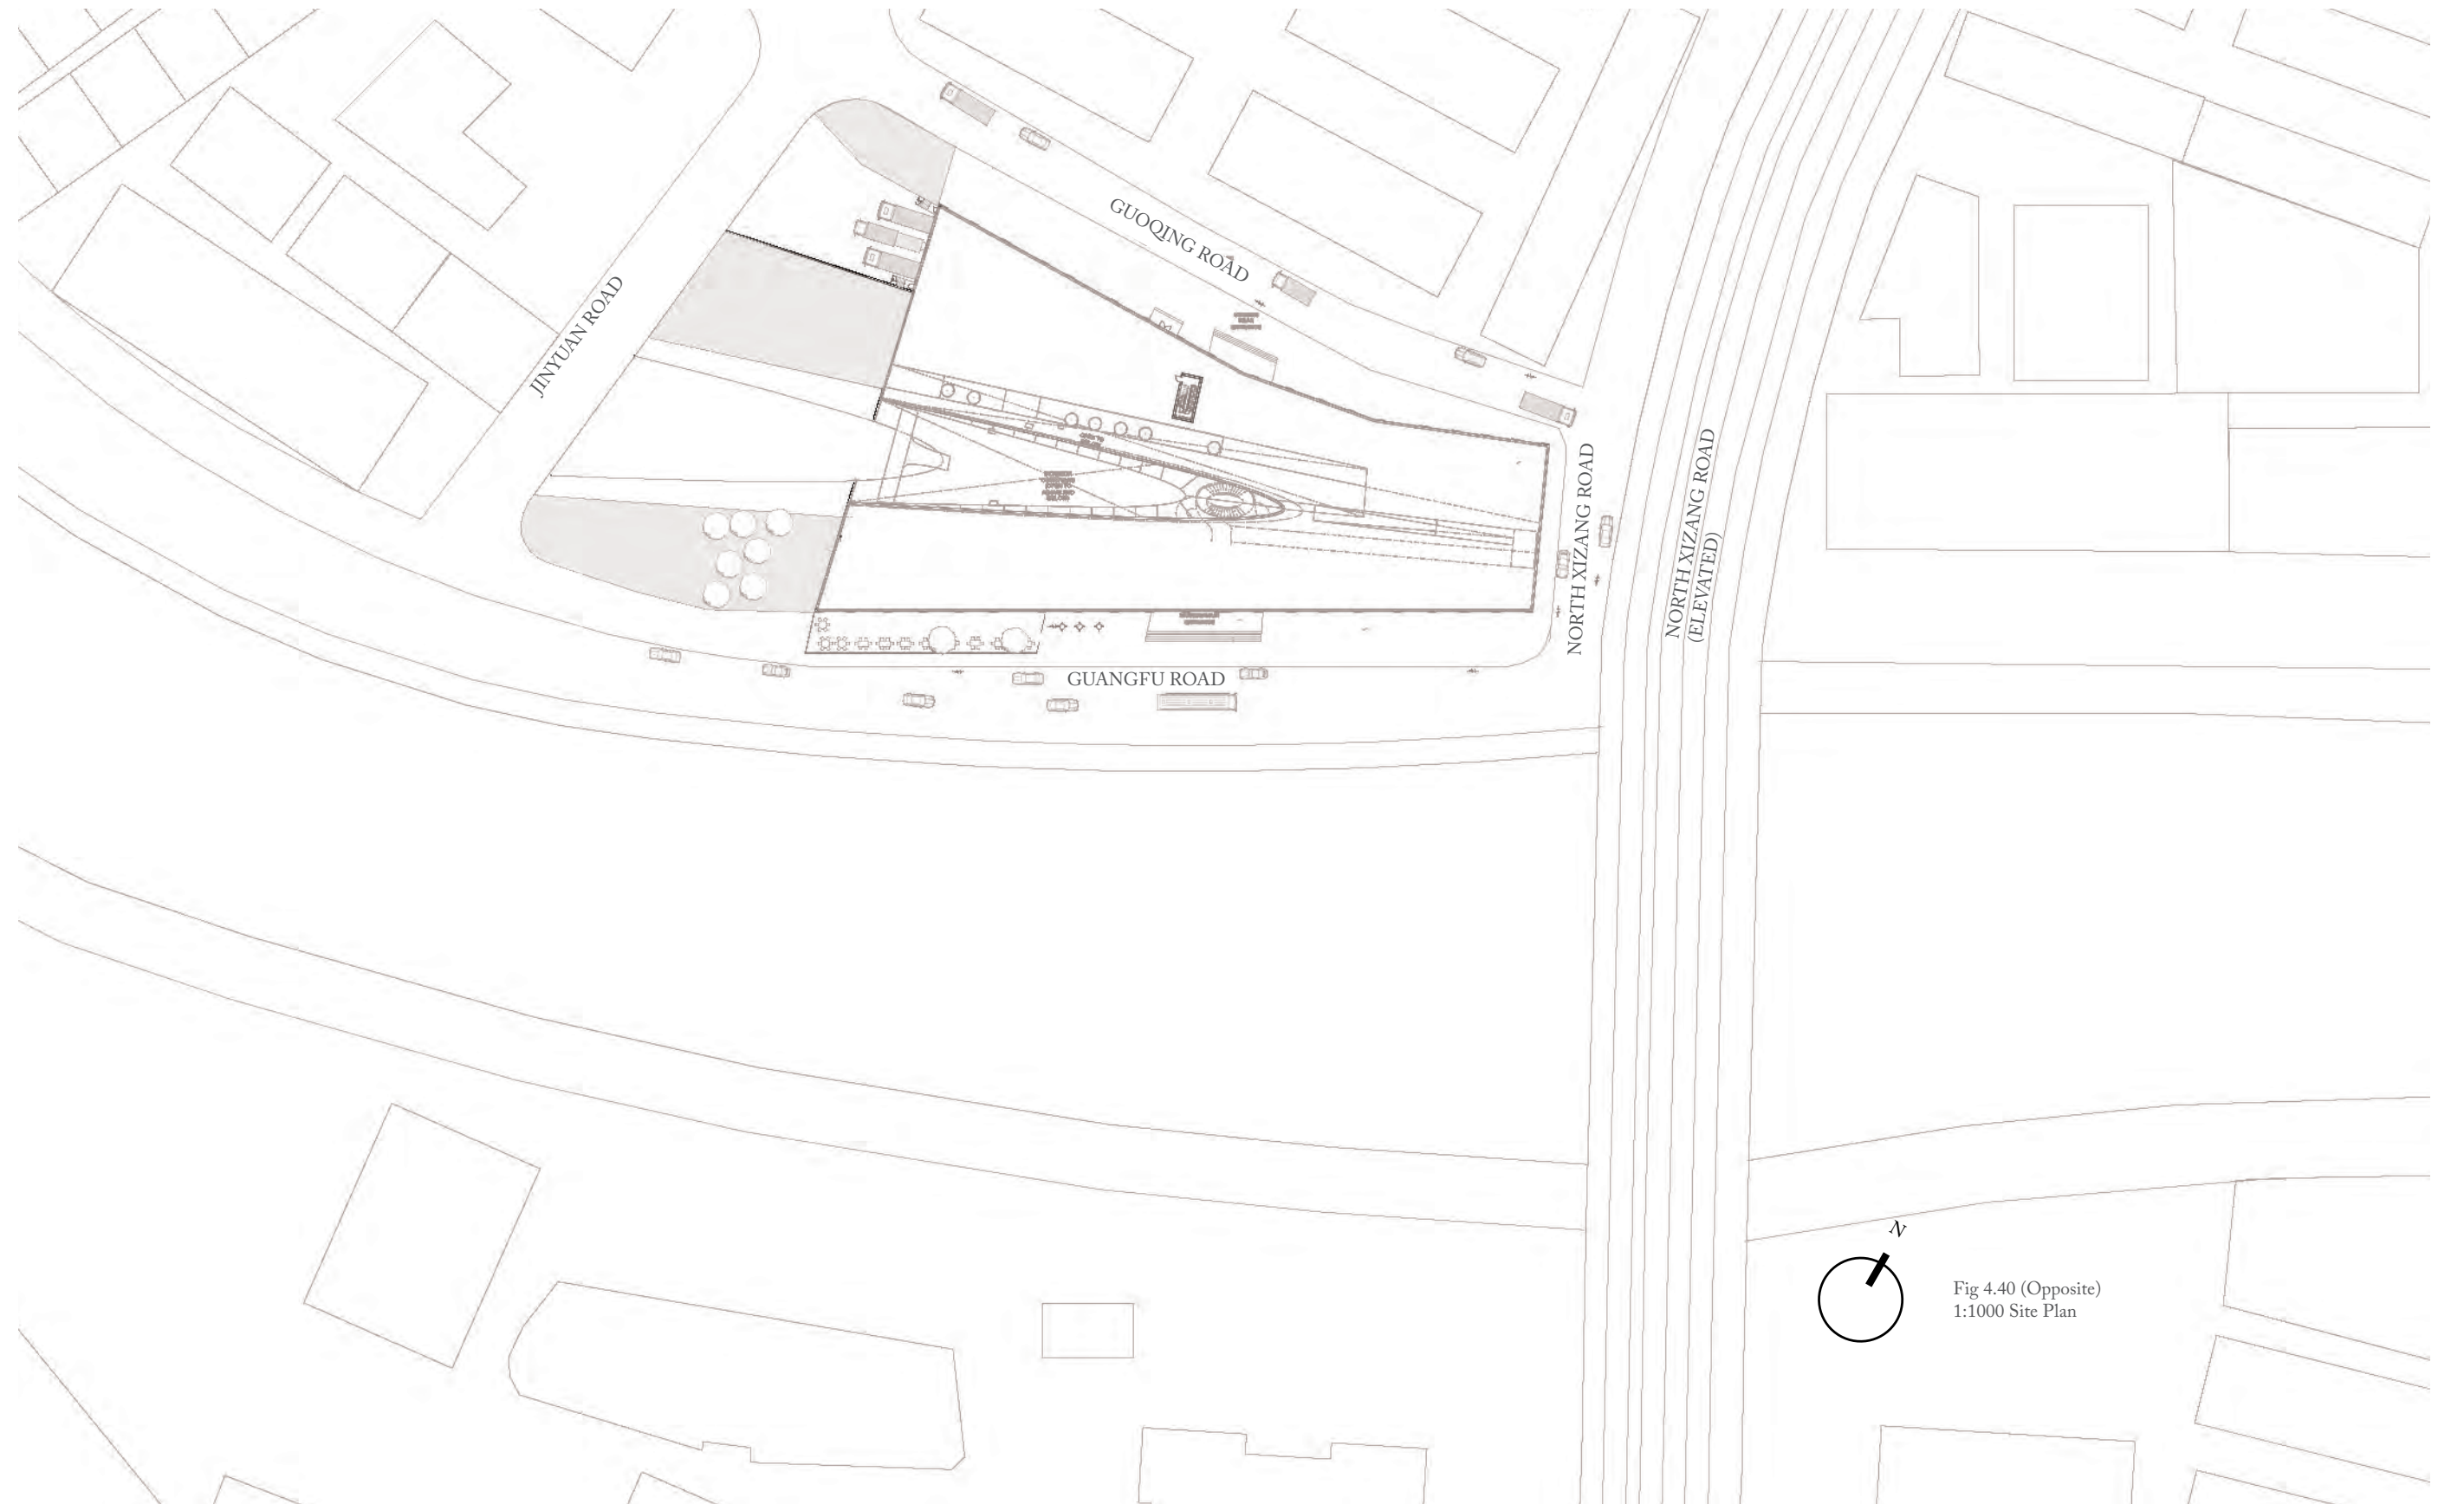 GUOQING ROAD
JINYUAN ROAD
NORTH XIZANG ROAD
NORTH XIZANG ROAD
(ELEVATED)
GUANGFU ROAD
N
Fig 4.40 (Opposite)
1:1000 Site Plan